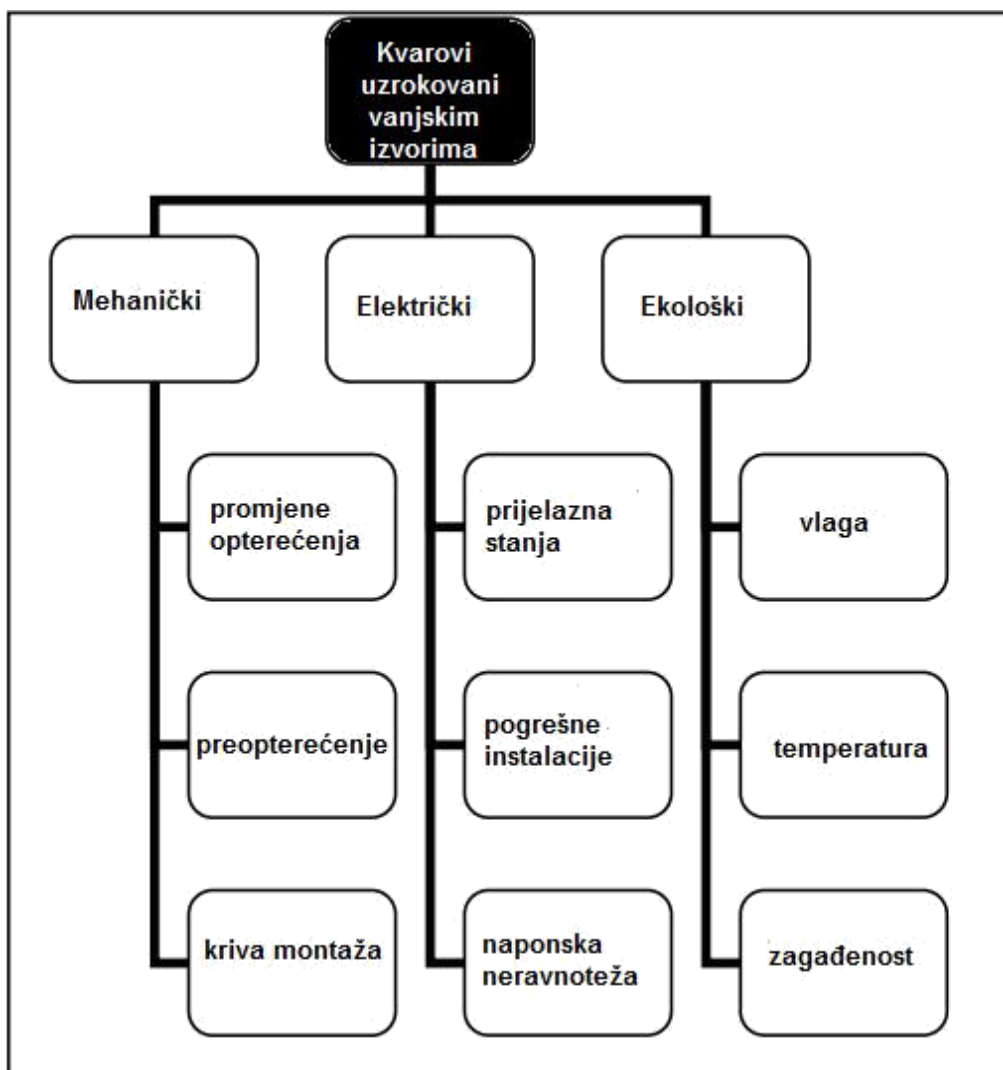 Kvarovi
uzrokovani
vanjskim
izvorima
Mehanički
Električki
Ekološki
promjene
opterećenja
preopterećenje
kriva montaža
prijelazna
stanja
pogrešne
instalacije
naponska
neravnoteža
vlaga
temperatura
zagađenost